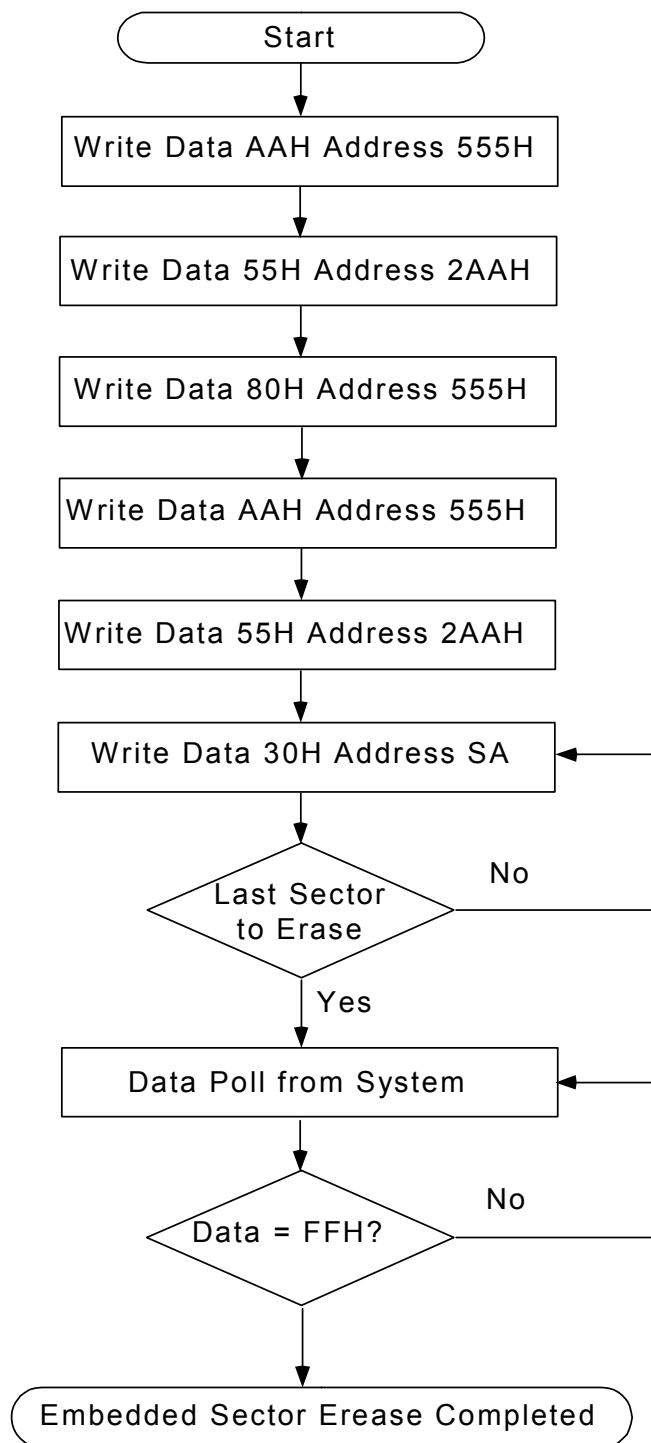 Start
Write Data AAH Address 555H
Write Data 55H Address 2AAH
Write Data 80H Address 555H
Write Data AAH Address 555H
Write Data 55H Address 2AAH
Write Data 30H Address SA
No
Last Sector
to Erase
Yes
Data Poll from System
No
Data = FFH?
Embedded Sector Erease Completed